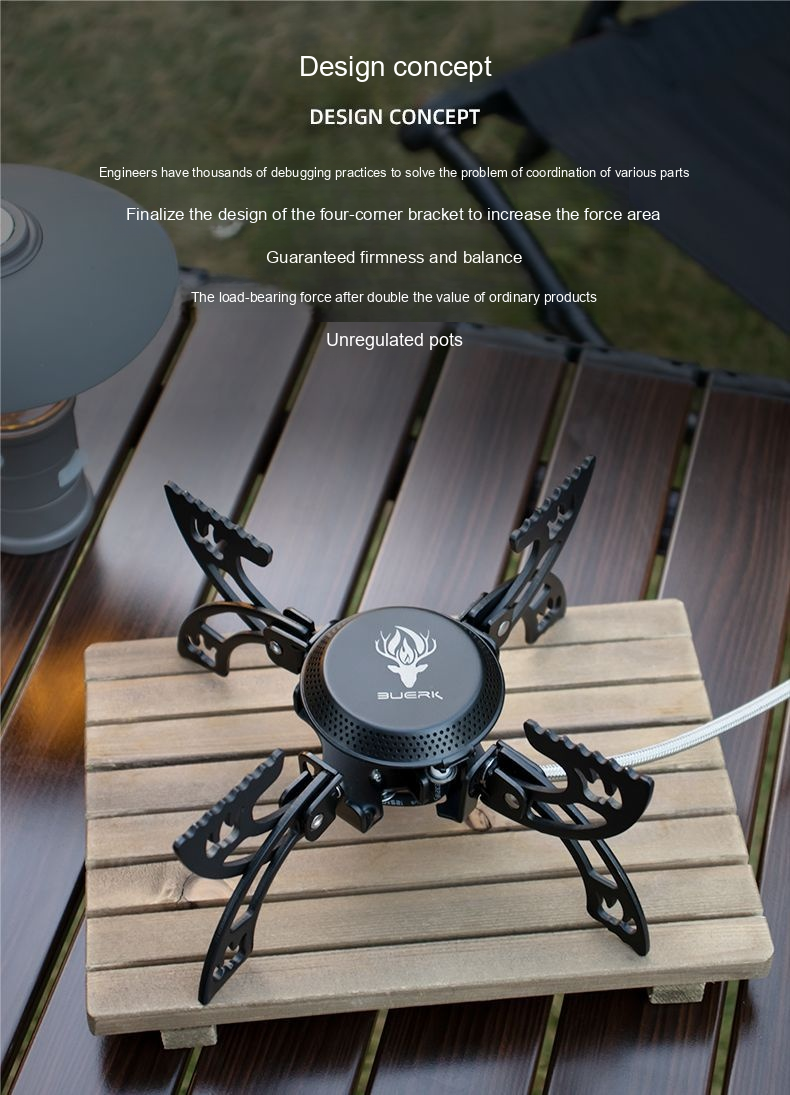 Design concept
DESIGN CONCEPT
Engineers have thousands of debugging practices to solve the problem of coordination of various parts
Finalize the design of the four-corner bracket to increase the force area
Guaranteed firmness and balance
The load-bearing force after double the value of ordinary products
Unregulated pots
BUERK